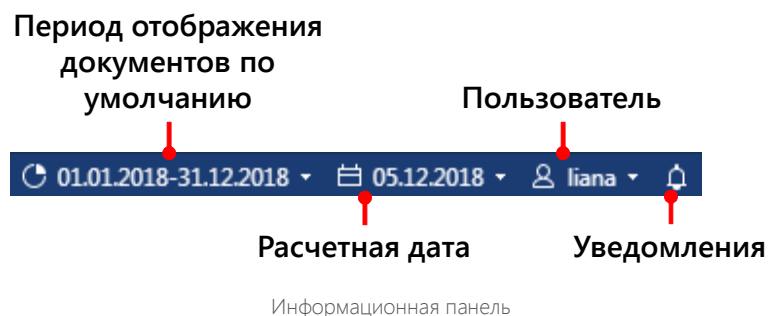 Период отображения
документов по
умолчанию
Пользователь
01.01.2018-31.12.2018 05.12.2018 liana
Расчетная дата Уведомления
Информационная панель